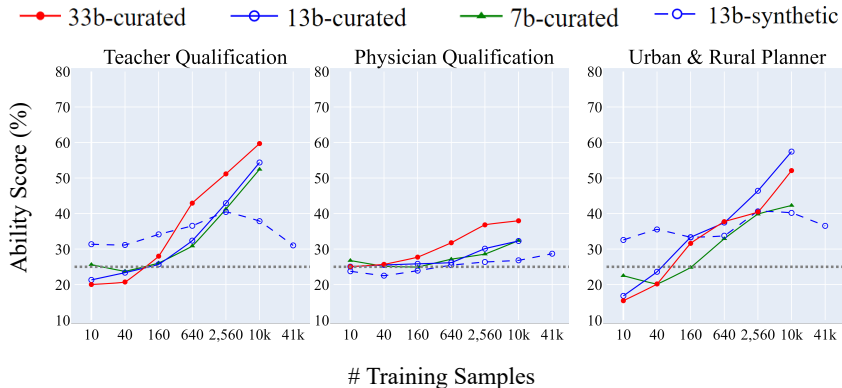 33b-curated 13b-curated 7b-curated 13b-synthetic
Teacher Qualification Physician Qualification Urban & Rural Planner
Ability Score (%)
80 80 80
70 70 70
60 60 60
50 50 50
40 40 40
30 30 30
20 20 20
10 10 10
10 40 160 640 2,560 10k 41k 10 40 160 640 2,560 10k 41k 10 40 160 640 2,560 10k 41k
# Training Samples